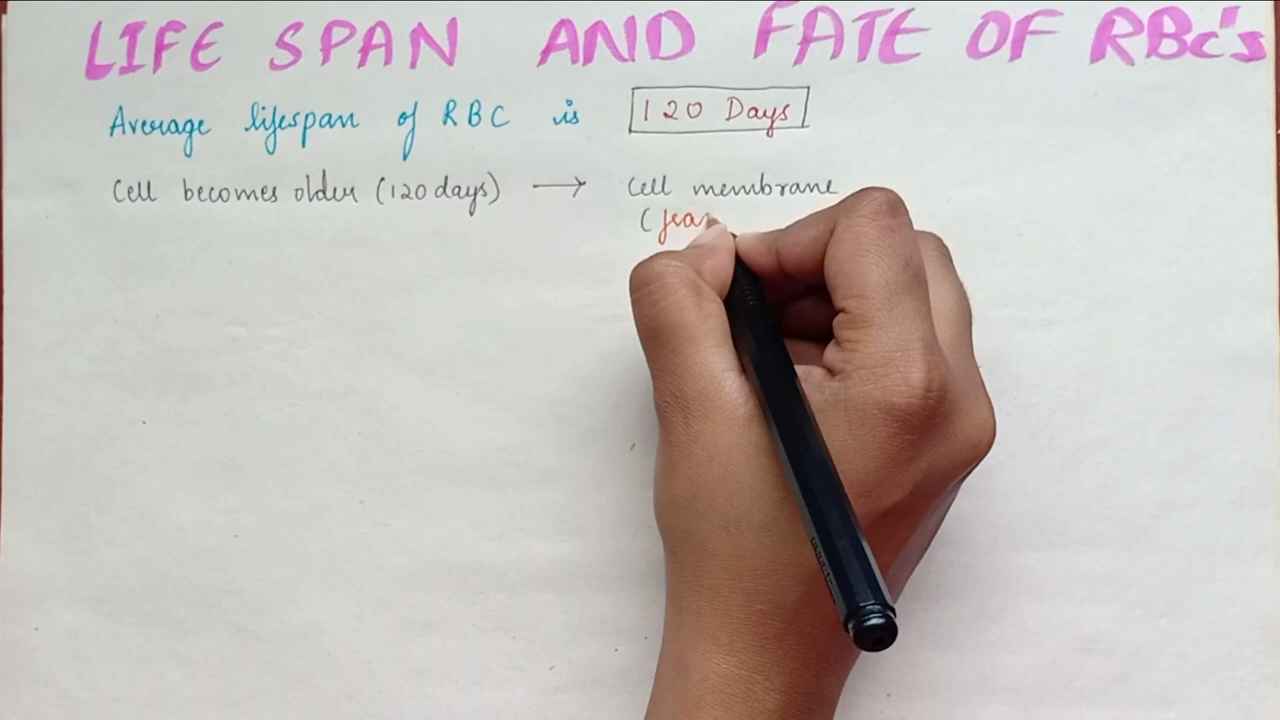 LIFE SPAN AND FATE OF RBC's
Average lifespan of RBC is 120 Days
Cell becomes older (120 days) → Cell membrane